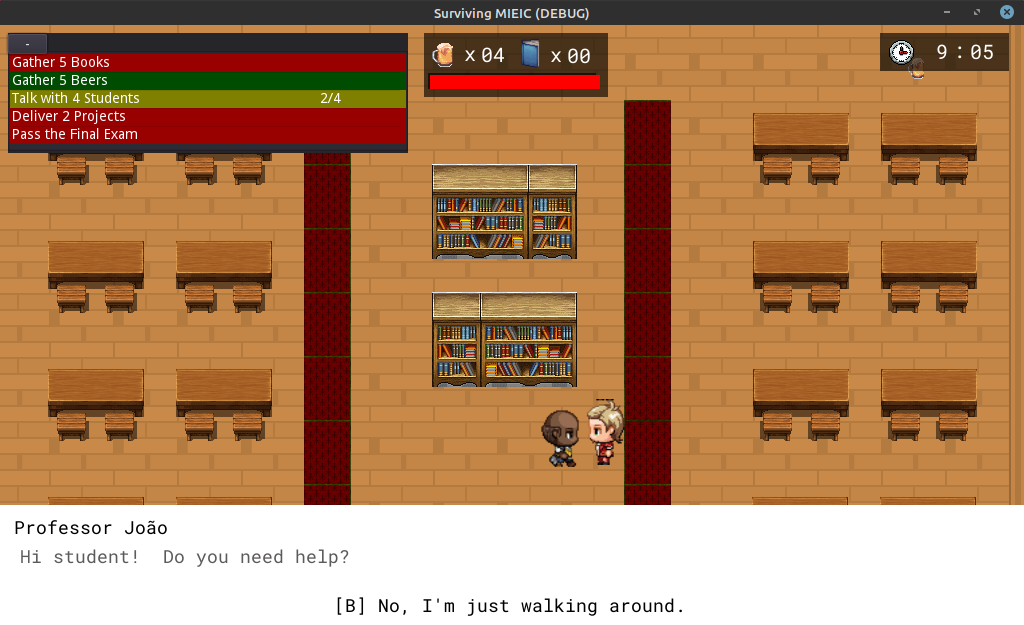 Surviving MIEIC (DEBUG)
-
Gather 5 Books
Gather 5 Beers
Talk with 4 Students 2/4
Deliver 2 Projects
Pass the Final Exam
x 04 x 00
9 : 05
Professor João
Hi student!  Do you need help?
[B] No, I'm just walking around.